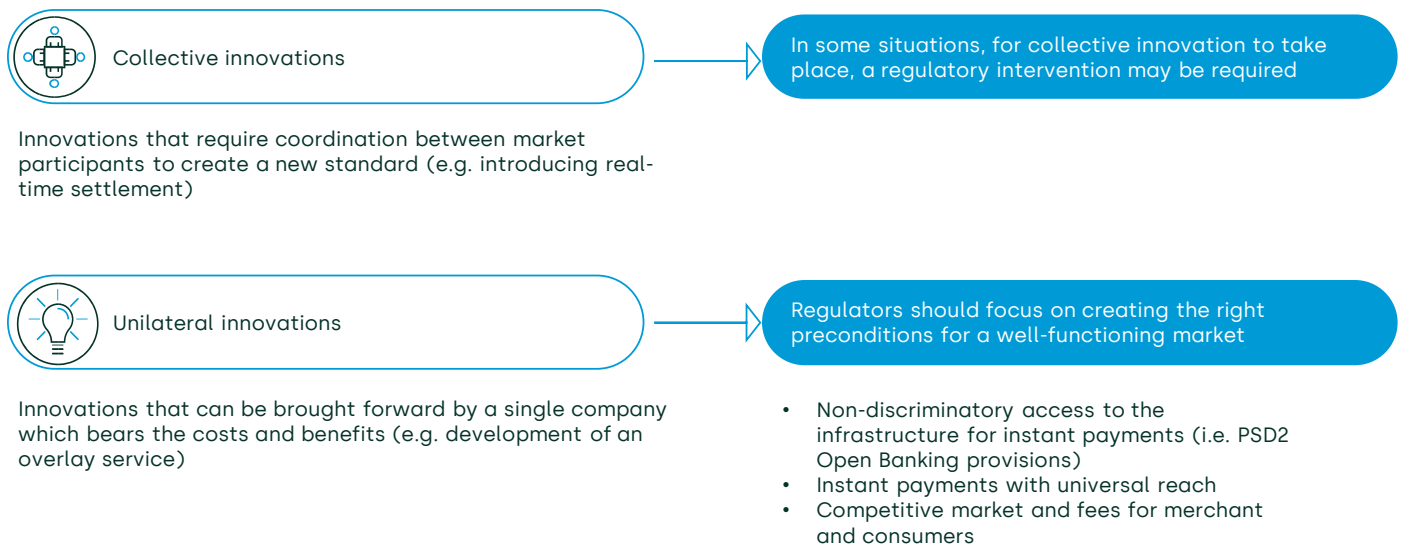 Collective innovations
In some situations, for collective innovation to take
place, a regulatory intervention may be required
Innovations that require coordination between market
participants to create a new standard (e.g. introducing real-
time settlement)
Unilateral innovations
Regulators should focus on creating the right
preconditions for a well-functioning market
Innovations that can be brought forward by a single company
which bears the costs and benefits (e.g. development of an
overlay service)
• Non-discriminatory access to the
infrastructure for instant payments (i.e. PSD2
Open Banking provisions)
• Instant payments with universal reach
• Competitive market and fees for merchant
and consumers